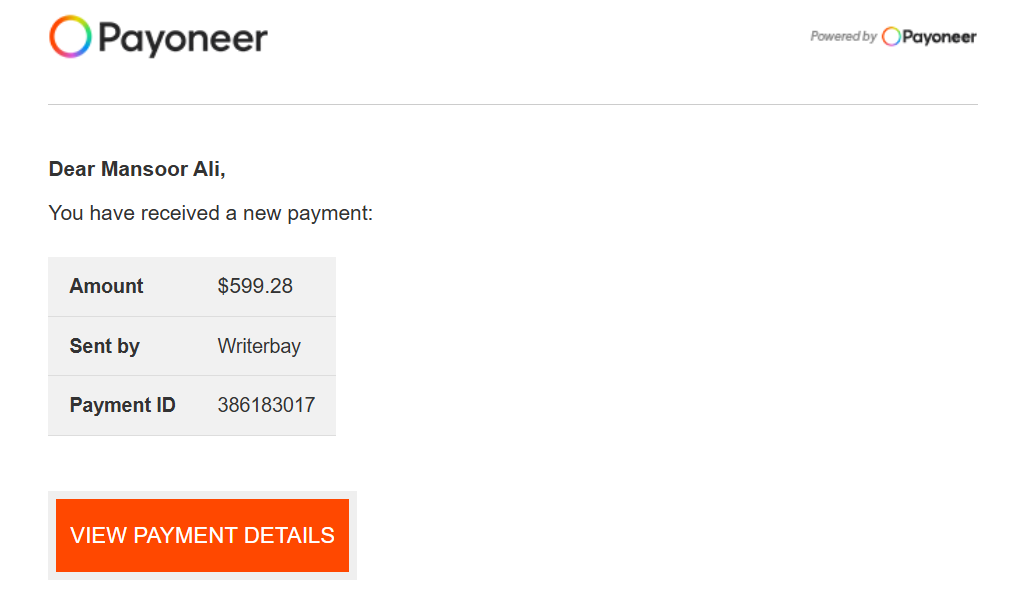 Payoneer
Powered by Payoneer
Dear Mansoor Ali,
You have received a new payment:
Amount $599.28
Sent by Writerbay
Payment ID 386183017
VIEW PAYMENT DETAILS